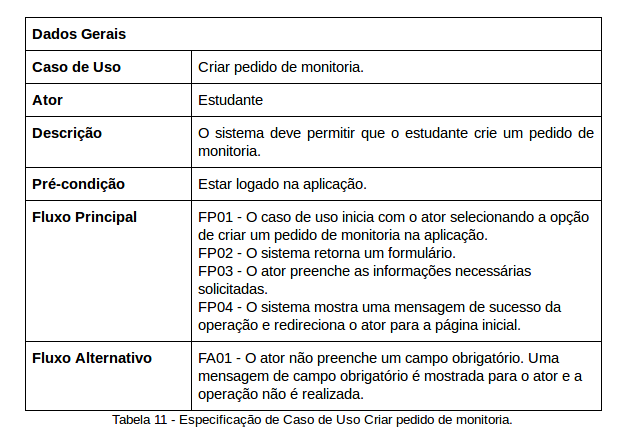 Dados Gerais
Caso de Uso
Criar pedido de monitoria.
Ator
Estudante
Descrição
O sistema deve permitir que o estudante crie um pedido de
monitoria.
Pré-condição
Estar logado na aplicação.
Fluxo Principal
FP01 - O caso de uso inicia com o ator selecionando a opção
de criar um pedido de monitoria na aplicação.
FP02 - O sistema retorna um formulário.
FP03 - O ator preenche as informações necessárias
solicitadas.
FP04 - O sistema mostra uma mensagem de sucesso da
operação e redireciona o ator para a página inicial.
Fluxo Alternativo
FA01 - O ator não preenche um campo obrigatório. Uma
mensagem de campo obrigatório é mostrada para o ator e a
operação não é realizada.
Tabela 11 - Especificação de Caso de Uso Criar pedido de monitoria.